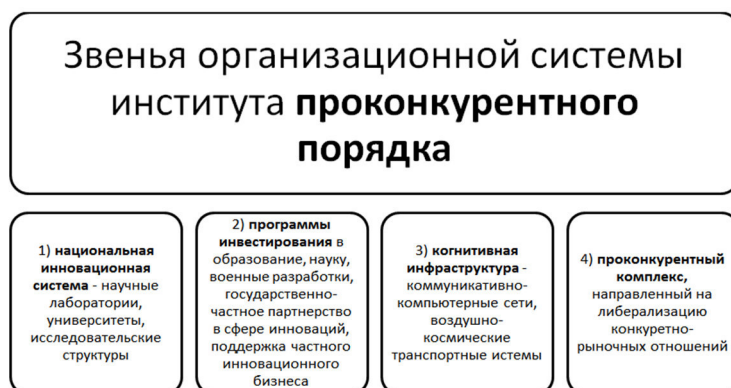 Звенья организационной системы
института проконкурентного
порядка
1) национальная
инновационная
система - научные
лаборатории,
университеты,
исследовательские
структуры
2) программы
инвестирования в
образование, науку,
военные разработки,
государственно-
частное партнерство
в сфере инноваций,
поддержка частного
инновационного
бизнеса
3) когнитивная
инфраструктура -
коммуникативно-
компьютерные сети,
воздушно-
космические
транспортные истемы
4) проконкурентный
комплекс,
направленный на
либерализацию
конкуретно-
рыночных отношений